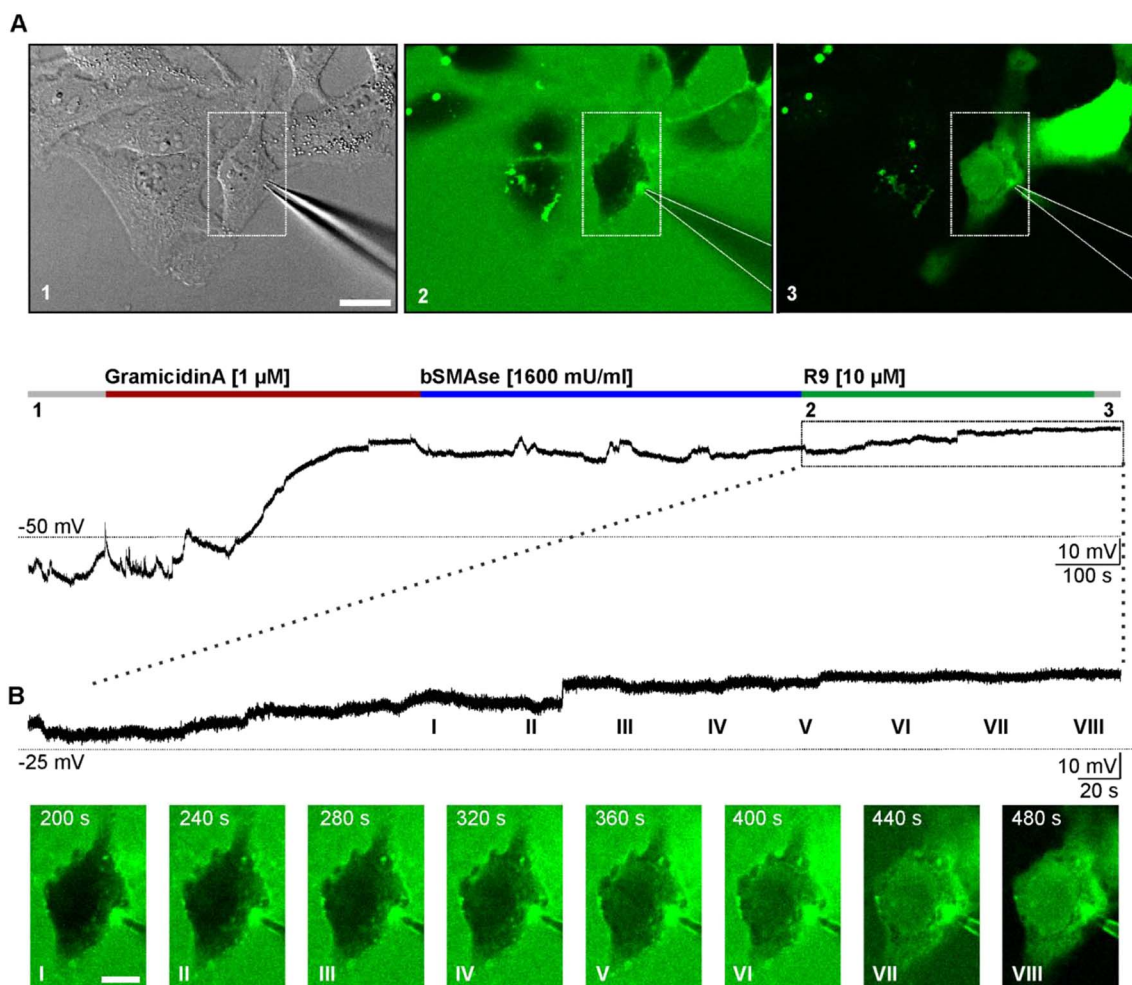 A
1
2
3
GramicidinA [1 µM]
bSMAse [1600 mU/ml]
R9 [10 µM]
1
2
3
-50 mV
10 mV
100 s
B
I
II
III
IV
V
VI
VII
VIII
-25 mV
10 mV
20 s
200 s
240 s
280 s
320 s
360 s
400 s
440 s
480 s
I
II
III
IV
V
VI
VII
VIII